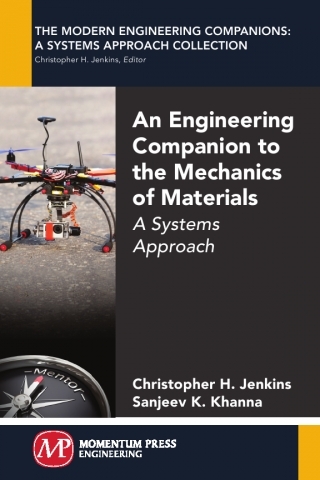 THE MODERN ENGINEERING COMPANIONS:
A SYSTEMS APPROACH COLLECTION
Christopher H. Jenkins, Editor
An Engineering
Companion to
the Mechanics
of Materials
A Systems
Approach
Mentor
Christopher H. Jenkins
Sanjeev K. Khanna
MP
MOMENTUM PRESS
ENGINEERING